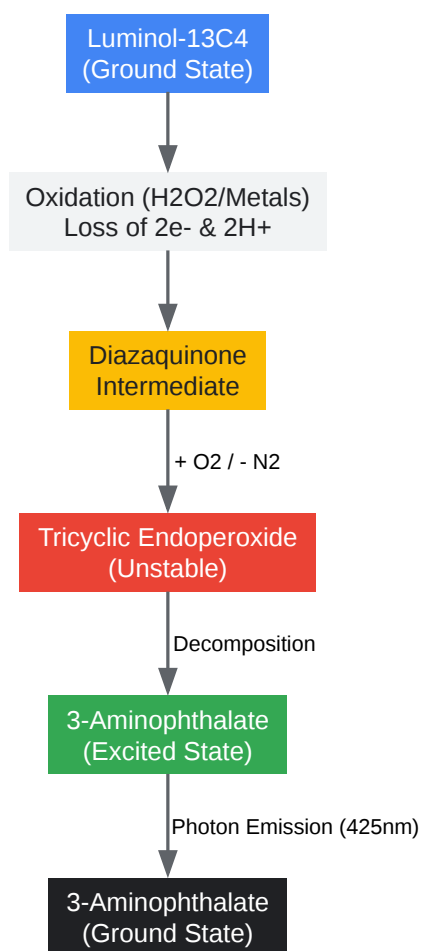 Luminol-13C4
(Ground State)
Oxidation (H2O2/Metals)
Loss of 2e- & 2H+
Diazaquinone
Intermediate
+ O2 / - N2
Tricyclic Endoperoxide
(Unstable)
Decomposition
3-Aminophthalate
(Excited State)
Photon Emission (425nm)
3-Aminophthalate
(Ground State)